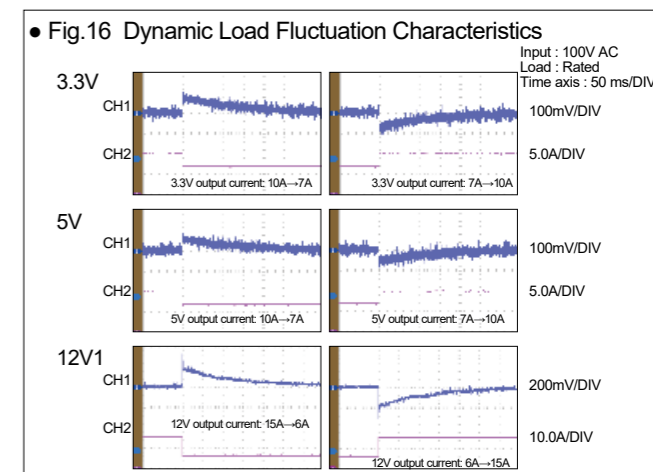 ● Fig.16 Dynamic Load Fluctuation Characteristics
Input : 100V AC
Load : Rated
Time axis : 50 ms/DIV
3.3V
CH1
100mV/DIV
CH2
5.0A/DIV
3.3V output current: 10A→7A
3.3V output current: 7A→10A
5V
CH1
100mV/DIV
CH2
5.0A/DIV
5V output current: 10A→7A
5V output current: 7A→10A
12V1
CH1
200mV/DIV
12V output current: 15A→6A
CH2
10.0A/DIV
12V output current: 6A→15A